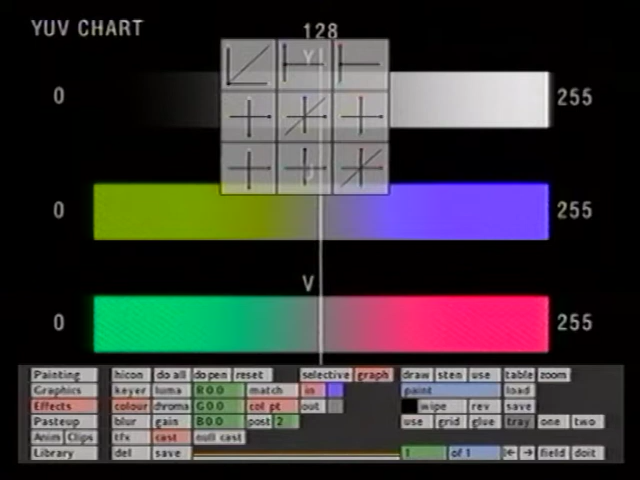 YUV CHART
128
Y
0
255
U
0
255
V
0
255
Painting hicon do all do pen reset selective graph draw sten use table zoom
Graphics keyer luma R 0.0 match in paint load
Effects colour chroma G 0.0 col pt out wipe rev save
Pasteup blur gain B 0.0 post 2 use grid glue tray one two
Anim Clips tfx cast null cast
Library del save 1 of 1 |← → field doit